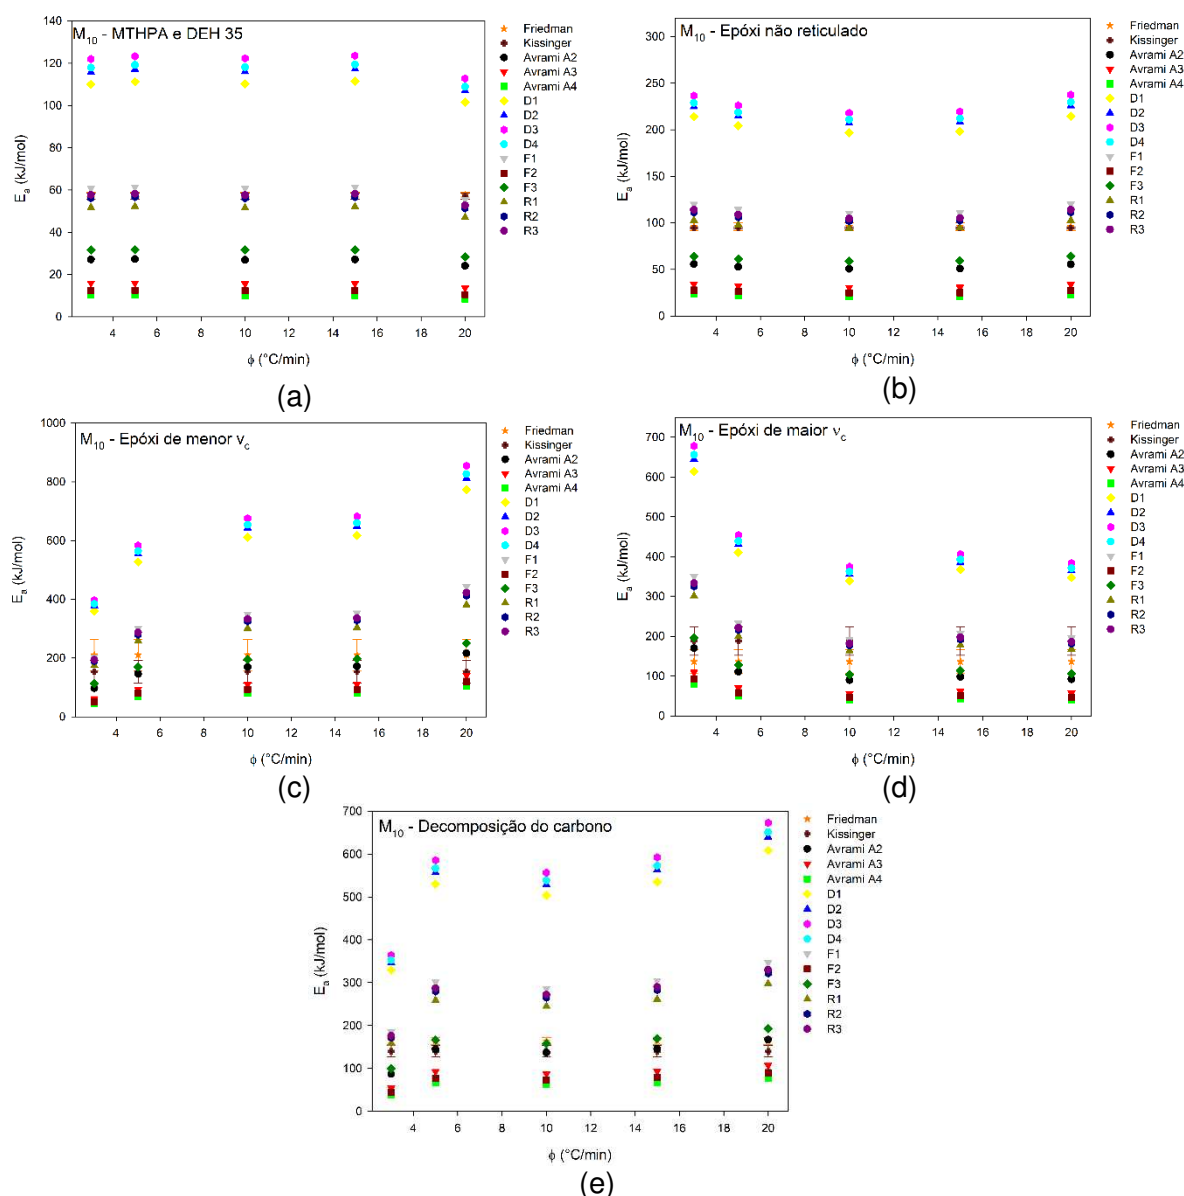 M10 - MTHPA e DEH 35
Ea (kJ/mol)
140
120
100
80
60
40
20
0
4 6 8 10 12 14 16 18 20
ϕ (°C/min)
Friedman
Kissinger
Avrami A2
Avrami A3
Avrami A4
D1
D2
D3
D4
F1
F2
F3
R1
R2
R3
(a)
M10 - Epóxi não reticulado
Ea (kJ/mol)
300
250
200
150
100
50
0
4 6 8 10 12 14 16 18 20
ϕ (°C/min)
Friedman
Kissinger
Avrami A2
Avrami A3
Avrami A4
D1
D2
D3
D4
F1
F2
F3
R1
R2
R3
(b)
M10 - Epóxi de menor νc
Ea (kJ/mol)
1000
800
600
400
200
0
4 6 8 10 12 14 16 18 20
ϕ (°C/min)
Friedman
Kissinger
Avrami A2
Avrami A3
Avrami A4
D1
D2
D3
D4
F1
F2
F3
R1
R2
R3
(c)
M10 - Epóxi de maior νc
Ea (kJ/mol)
700
600
500
400
300
200
100
0
4 6 8 10 12 14 16 18 20
ϕ (°C/min)
Friedman
Kissinger
Avrami A2
Avrami A3
Avrami A4
D1
D2
D3
D4
F1
F2
F3
R1
R2
R3
(d)
M10 - Decomposição do carbono
Ea (kJ/mol)
700
600
500
400
300
200
100
0
4 6 8 10 12 14 16 18 20
ϕ (°C/min)
Friedman
Kissinger
Avrami A2
Avrami A3
Avrami A4
D1
D2
D3
D4
F1
F2
F3
R1
R2
R3
(e)